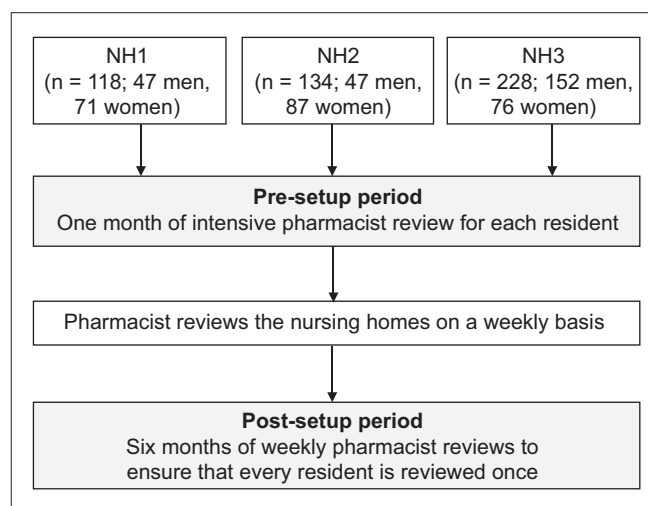 NH1
(n = 118; 47 men,
71 women)
NH2
(n = 134; 47 men,
87 women)
NH3
(n = 228; 152 men,
76 women)
Pre-setup period
One month of intensive pharmacist review for each resident
Pharmacist reviews the nursing homes on a weekly basis
Post-setup period
Six months of weekly pharmacist reviews to
ensure that every resident is reviewed once